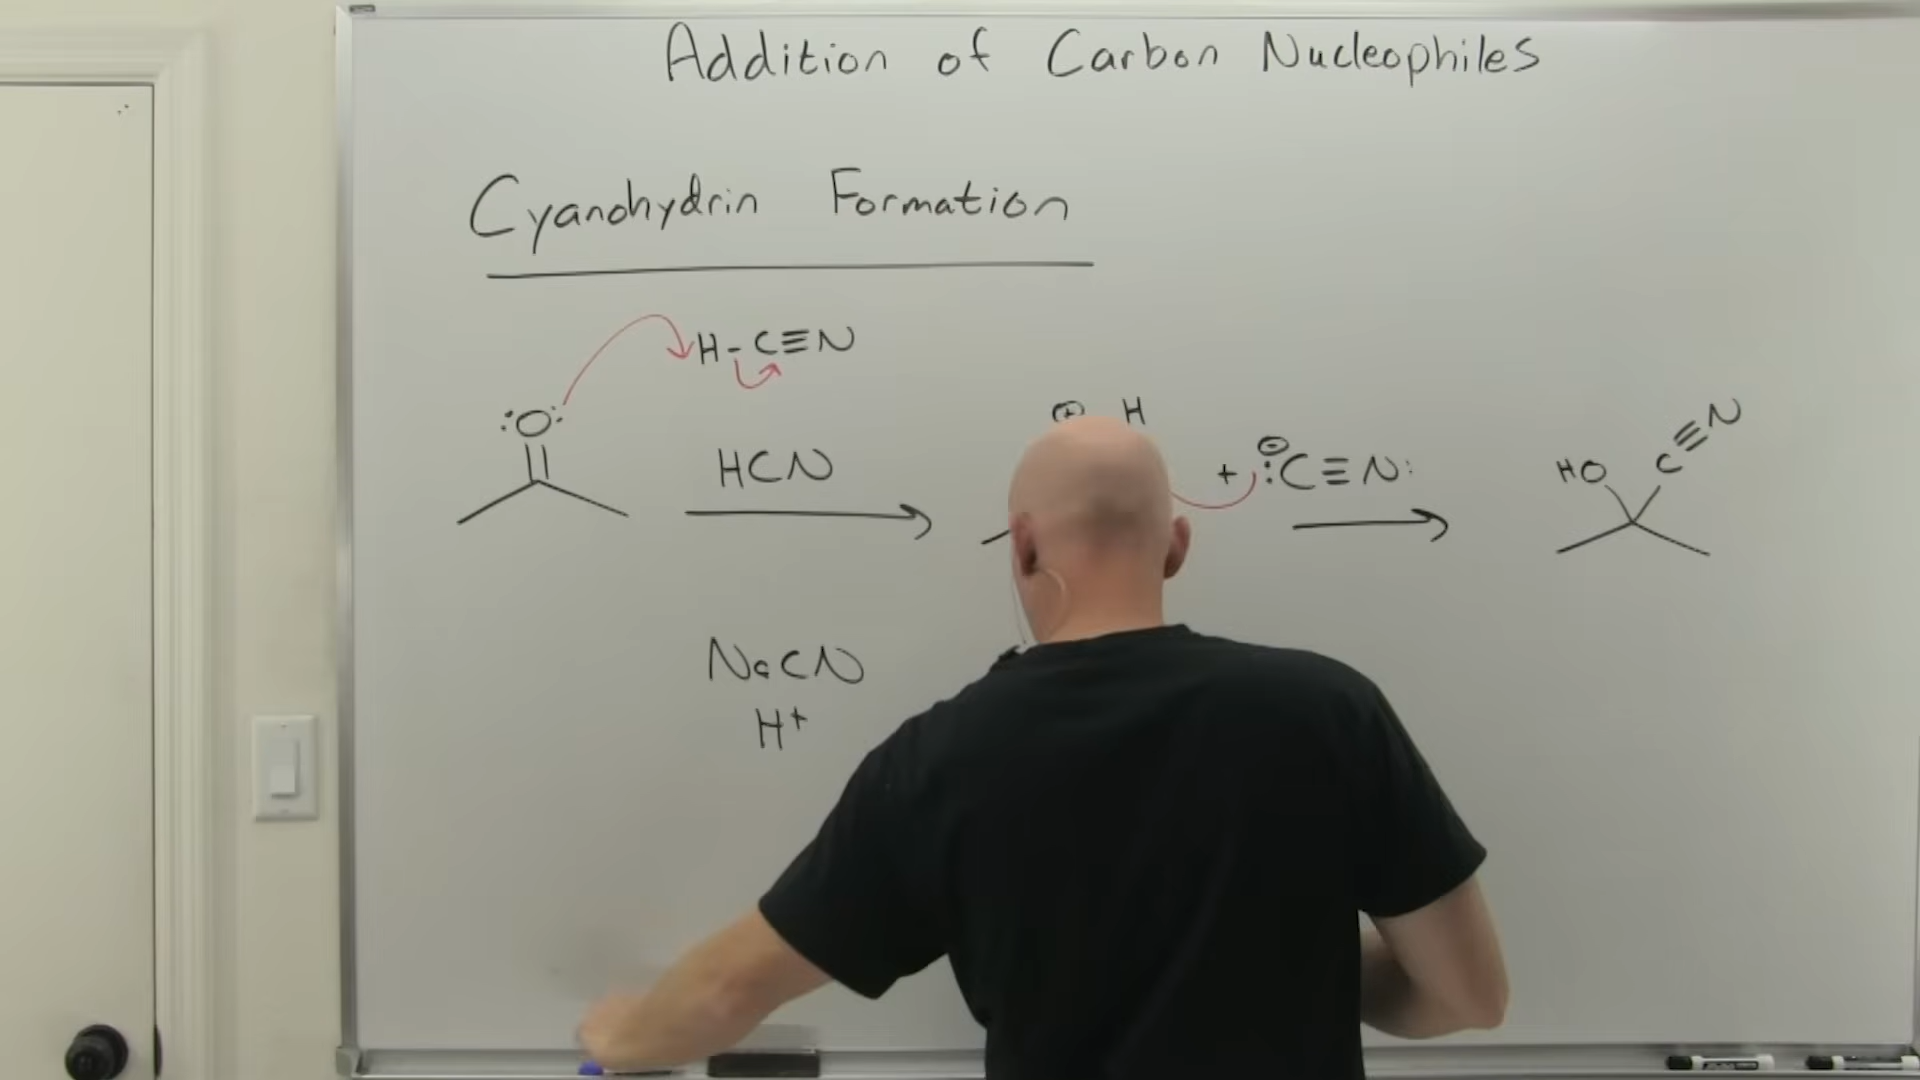 Addition of Carbon Nucleophiles
Cyanohydrin Formation
H-C≡N
:O:
HCN
⊕ H
+ ⊖:C≡N:
HO C≡N
NaCN
H+